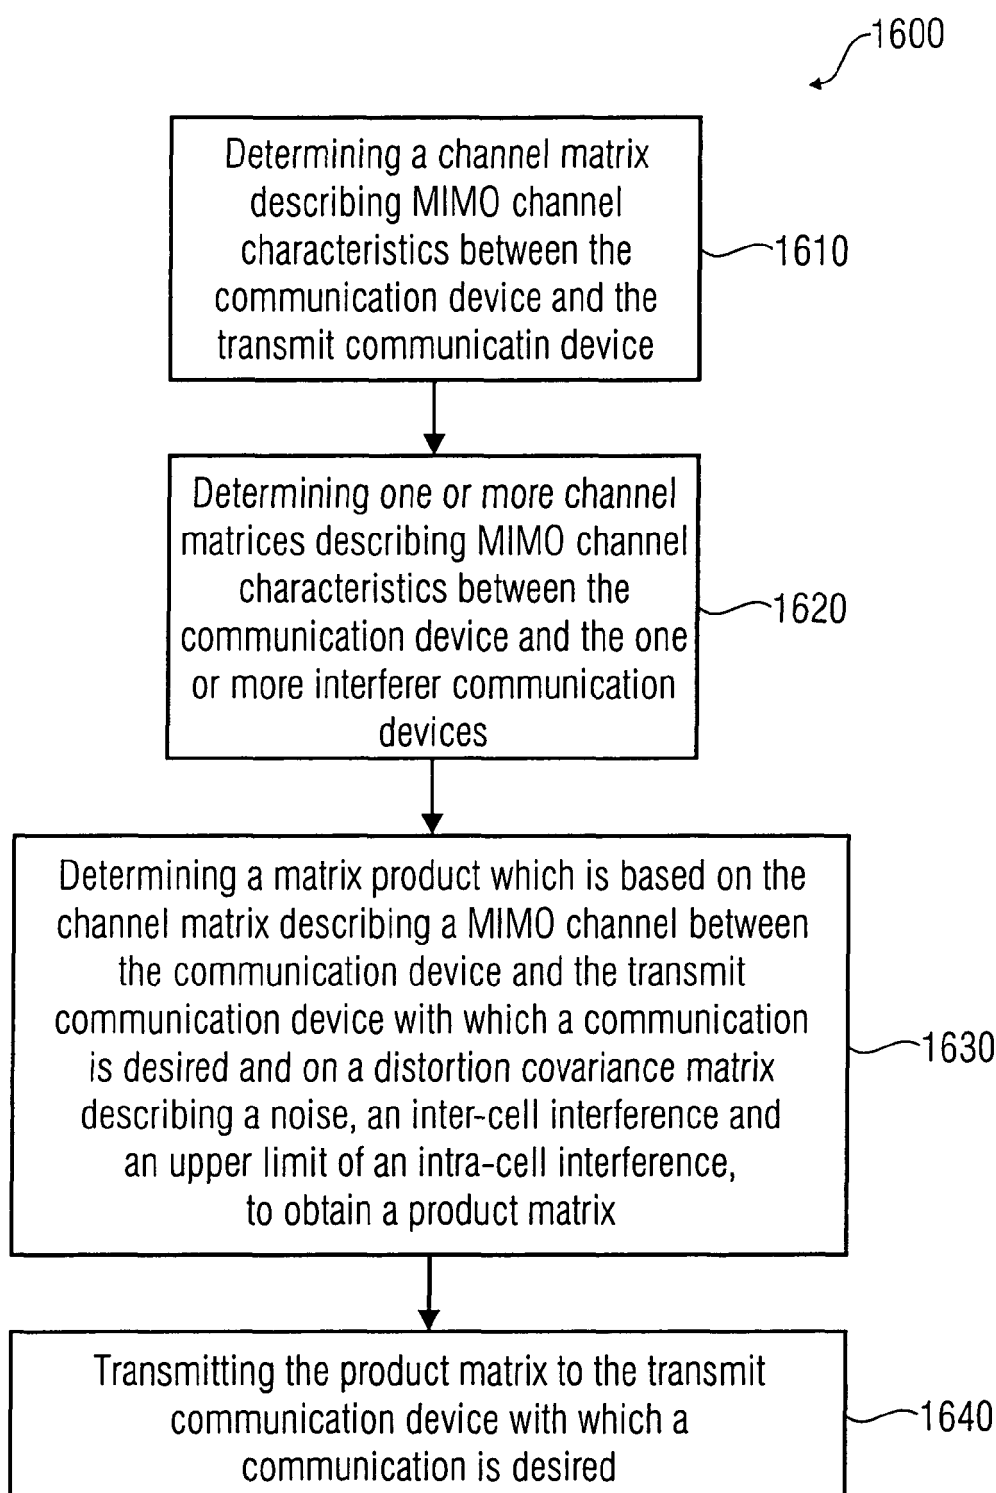 1600
Determining a channel matrix
describing MIMO channel
characteristics between the
communication device and the
transmit communicatin device
1610
Determining one or more channel
matrices describing MIMO channel
characteristics between the
communication device and the one
or more interferer communication
devices
1620
Determining a matrix product which is based on the
channel matrix describing a MIMO channel between
the communication device and the transmit
communication device with which a communication
is desired and on a distortion covariance matrix
describing a noise, an inter-cell interference and
an upper limit of an intra-cell interference,
to obtain a product matrix
1630
Transmitting the product matrix to the transmit
communication device with which a
communication is desired
1640